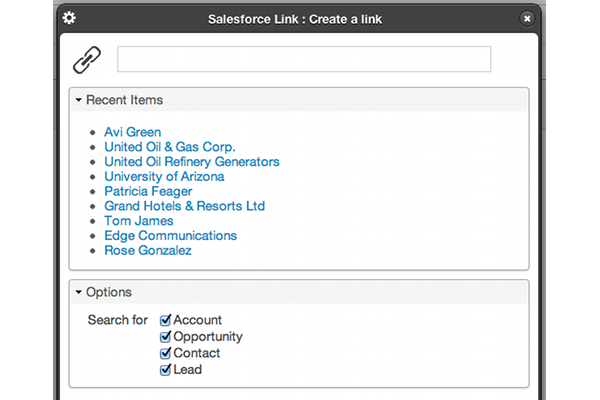 Salesforce Link : Create a link
Recent Items
Avi Green
United Oil & Gas Corp.
United Oil Refinery Generators
University of Arizona
Patricia Feager
Grand Hotels & Resorts Ltd
Tom James
Edge Communications
Rose Gonzalez
Options
Search for Account
Opportunity
Contact
Lead